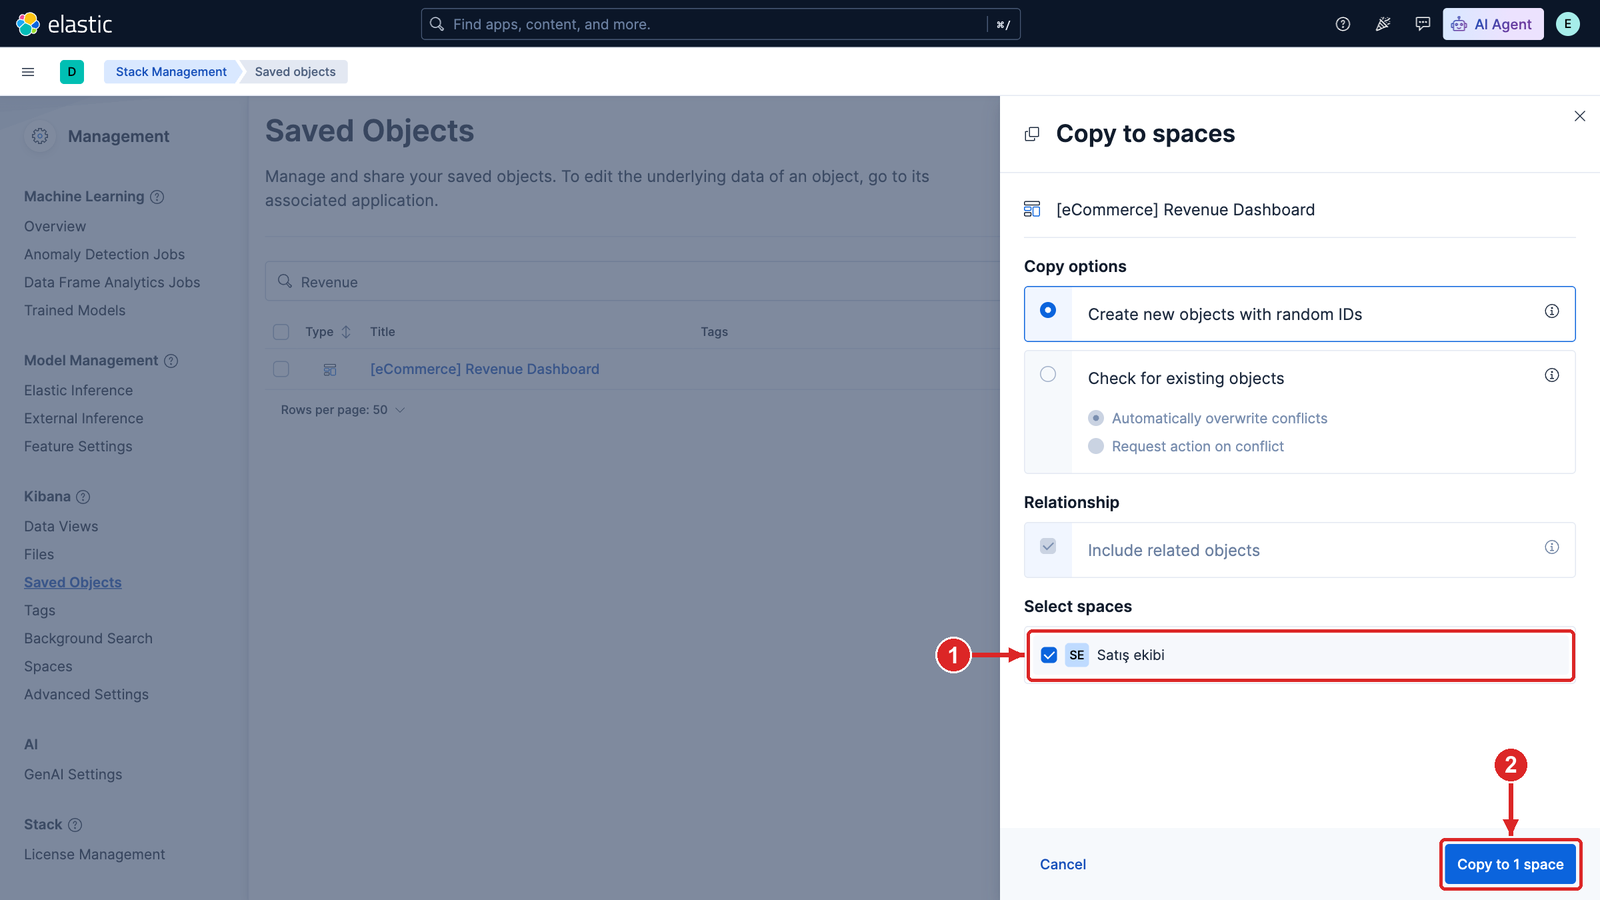 elastic
Find apps, content, and more.
⌘/
AI Agent
E
D
Stack Management
Saved objects
Management
Machine Learning
Overview
Anomaly Detection Jobs
Data Frame Analytics Jobs
Trained Models
Model Management
Elastic Inference
External Inference
Feature Settings
Kibana
Data Views
Files
Saved Objects
Tags
Background Search
Spaces
Advanced Settings
AI
GenAI Settings
Stack
License Management
Saved Objects
Manage and share your saved objects. To edit the underlying data of an object, go to its
associated application.
Revenue
Type
Title
Tags
[eCommerce] Revenue Dashboard
Rows per page: 50
Copy to spaces
[eCommerce] Revenue Dashboard
Copy options
Create new objects with random IDs
Check for existing objects
Automatically overwrite conflicts
Request action on conflict
Relationship
Include related objects
Select spaces
1
SE Satış ekibi
2
Cancel
Copy to 1 space